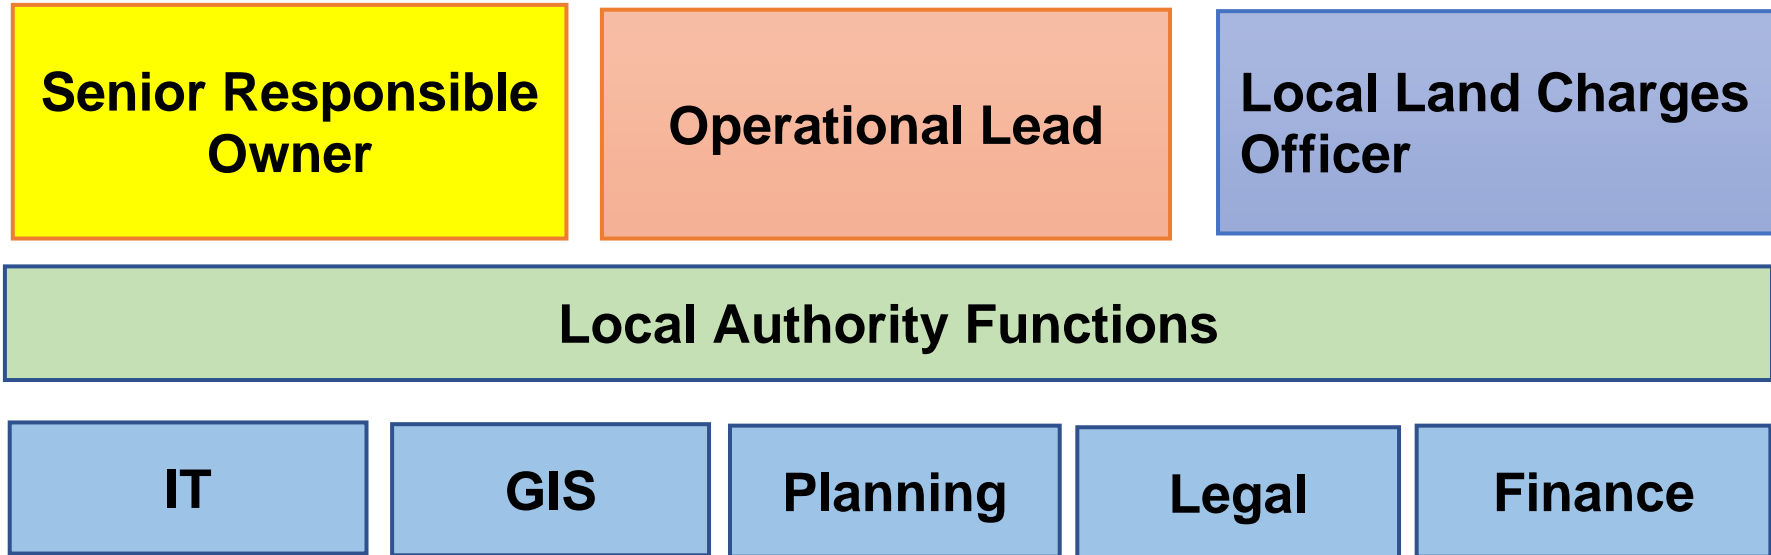 Senior Responsible
Owner
Operational Lead
Local Land Charges
Officer
Local Authority Functions
IT
GIS
Planning
Legal
Finance